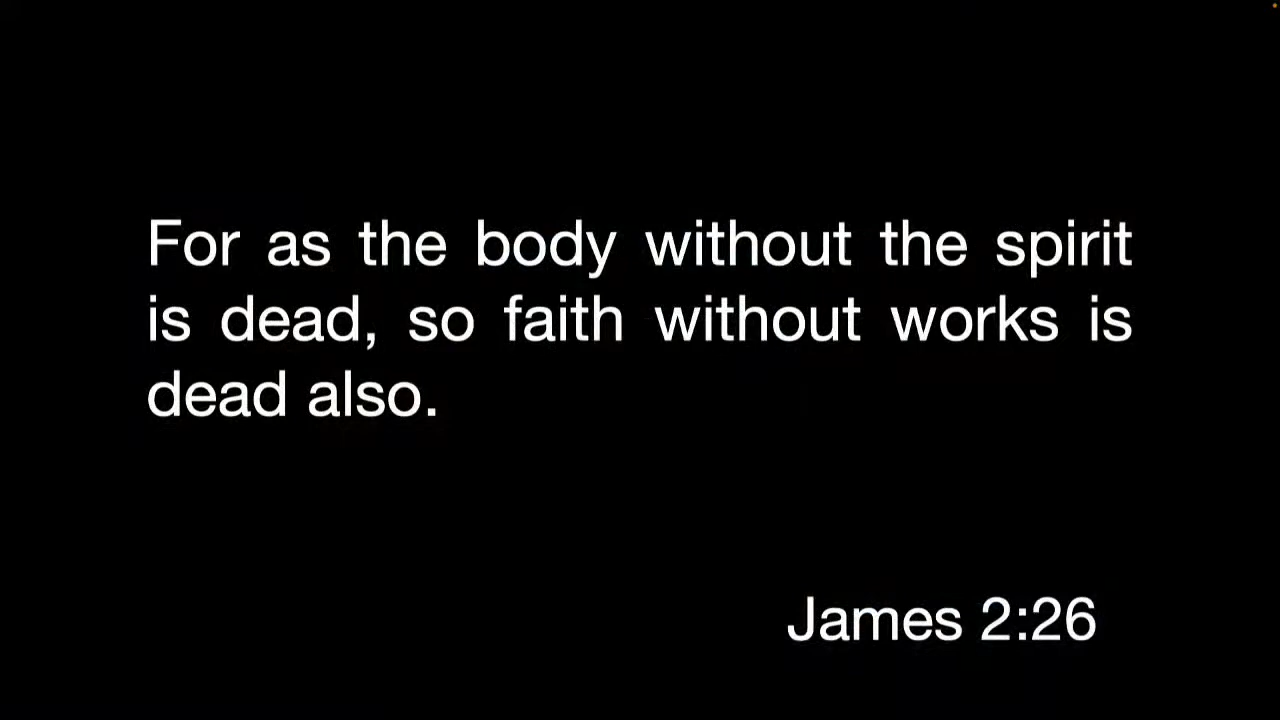 For as the body without the spirit
is dead, so faith without works is
dead also.
James 2:26